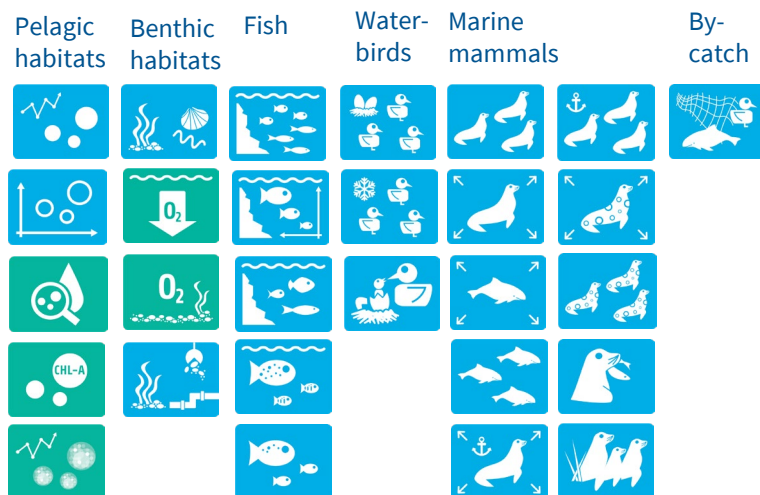 Pelagic
habitats
Benthic
habitats
Fish
Water-
birds
Marine
mammals
By-
catch
O₂
O₂
CHL-A